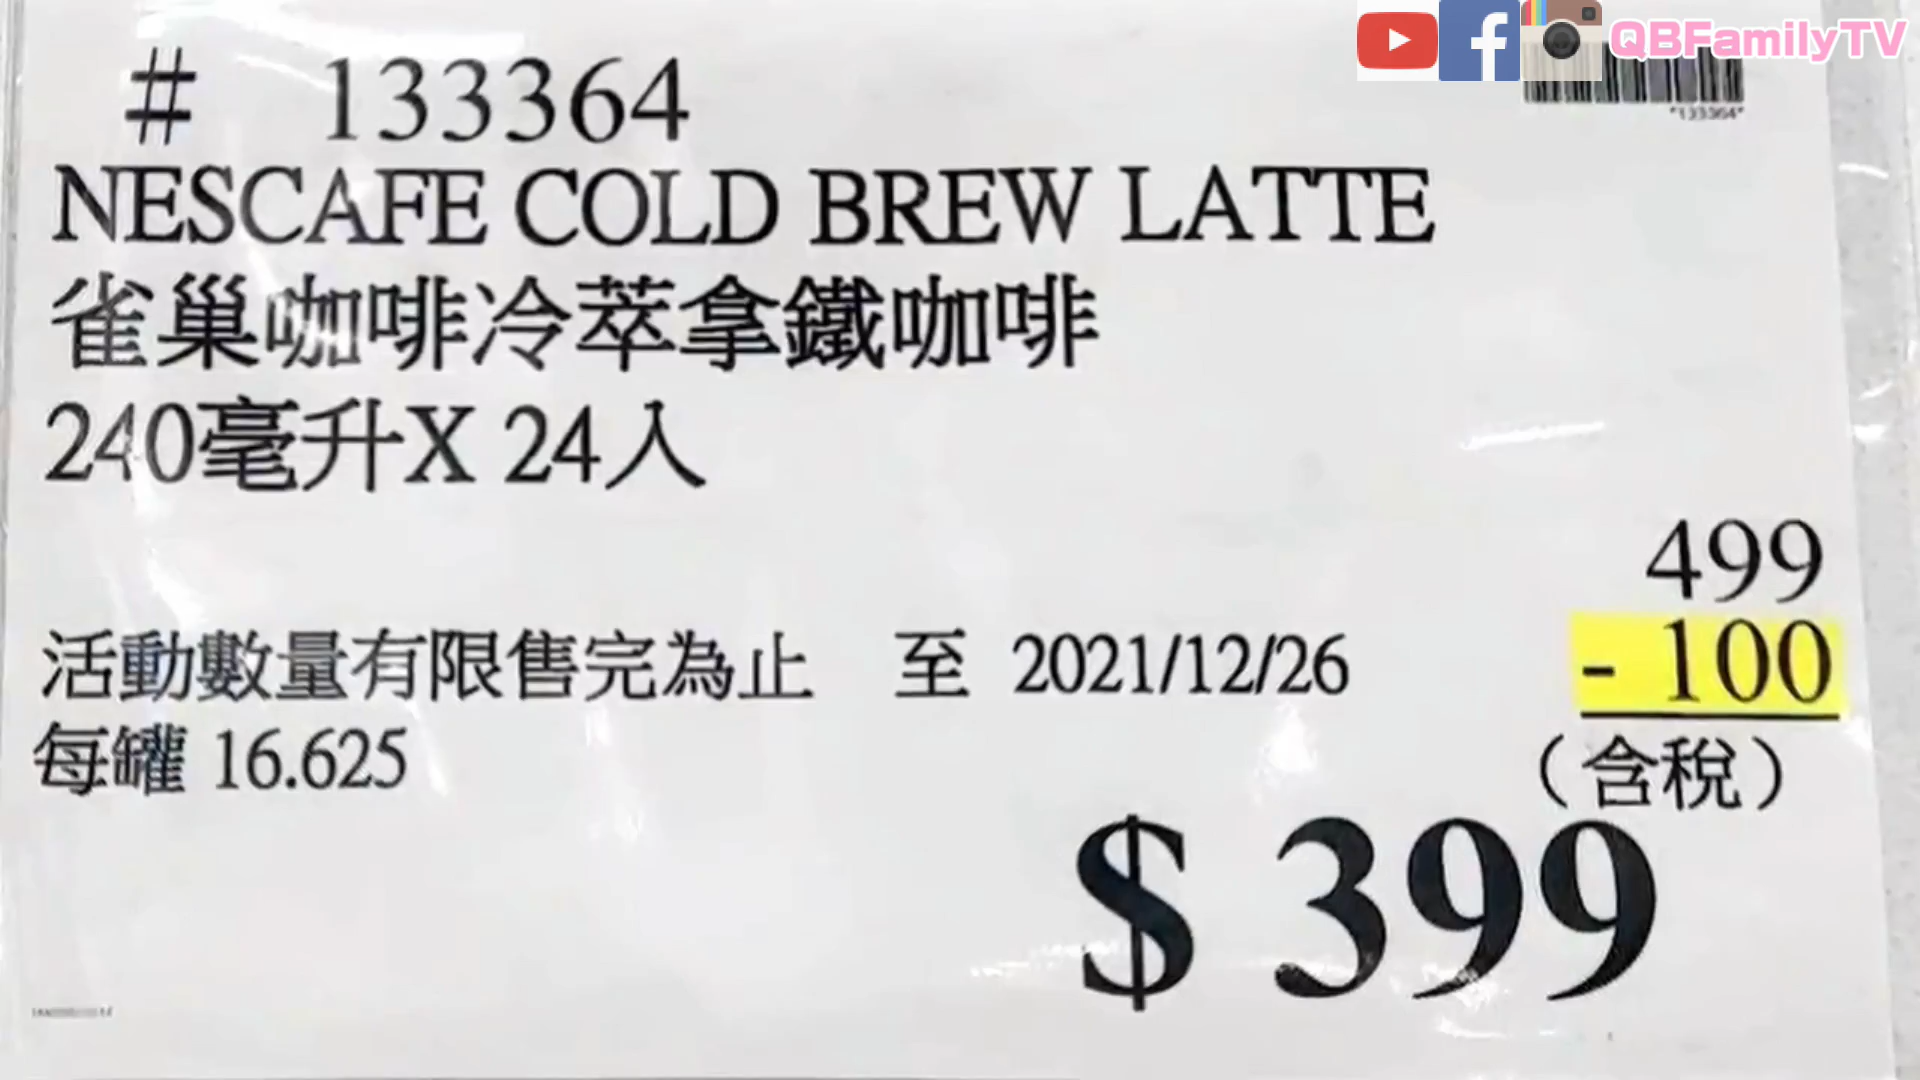 QBFamilyTV
# 133364
*133364*
NESCAFE COLD BREW LATTE
雀巢咖啡冷萃拿鐵咖啡
240毫升X 24入
499
活動數量有限售完為止 至 2021/12/26 - 100
每罐 16.625 （含稅）
$ 399